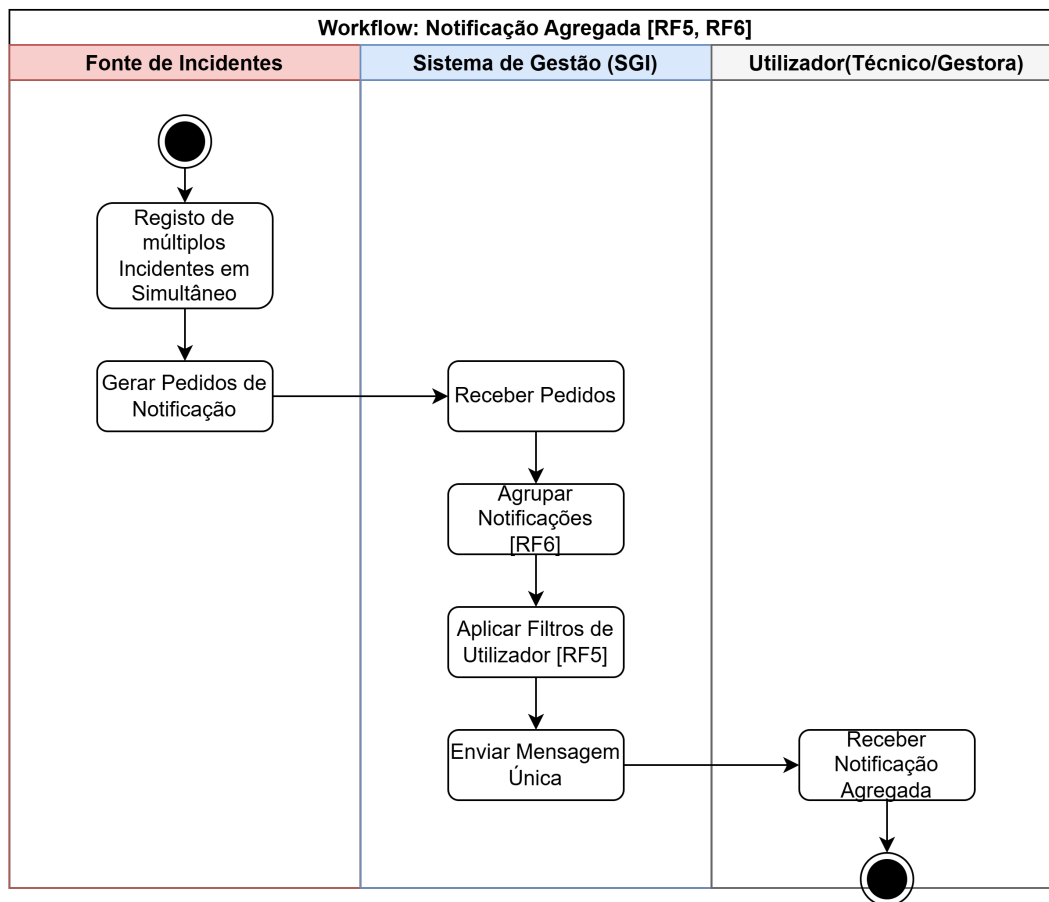 Workflow: Notificação Agregada [RF5, RF6]
Fonte de Incidentes
Sistema de Gestão (SGI)
Utilizador(Técnico/Gestora)
Registo de
múltiplos
Incidentes em
Simultâneo
Gerar Pedidos de
Notificação
Receber Pedidos
Agrupar
Notificações
[RF6]
Aplicar Filtros de
Utilizador [RF5]
Enviar Mensagem
Única
Receber
Notificação
Agregada